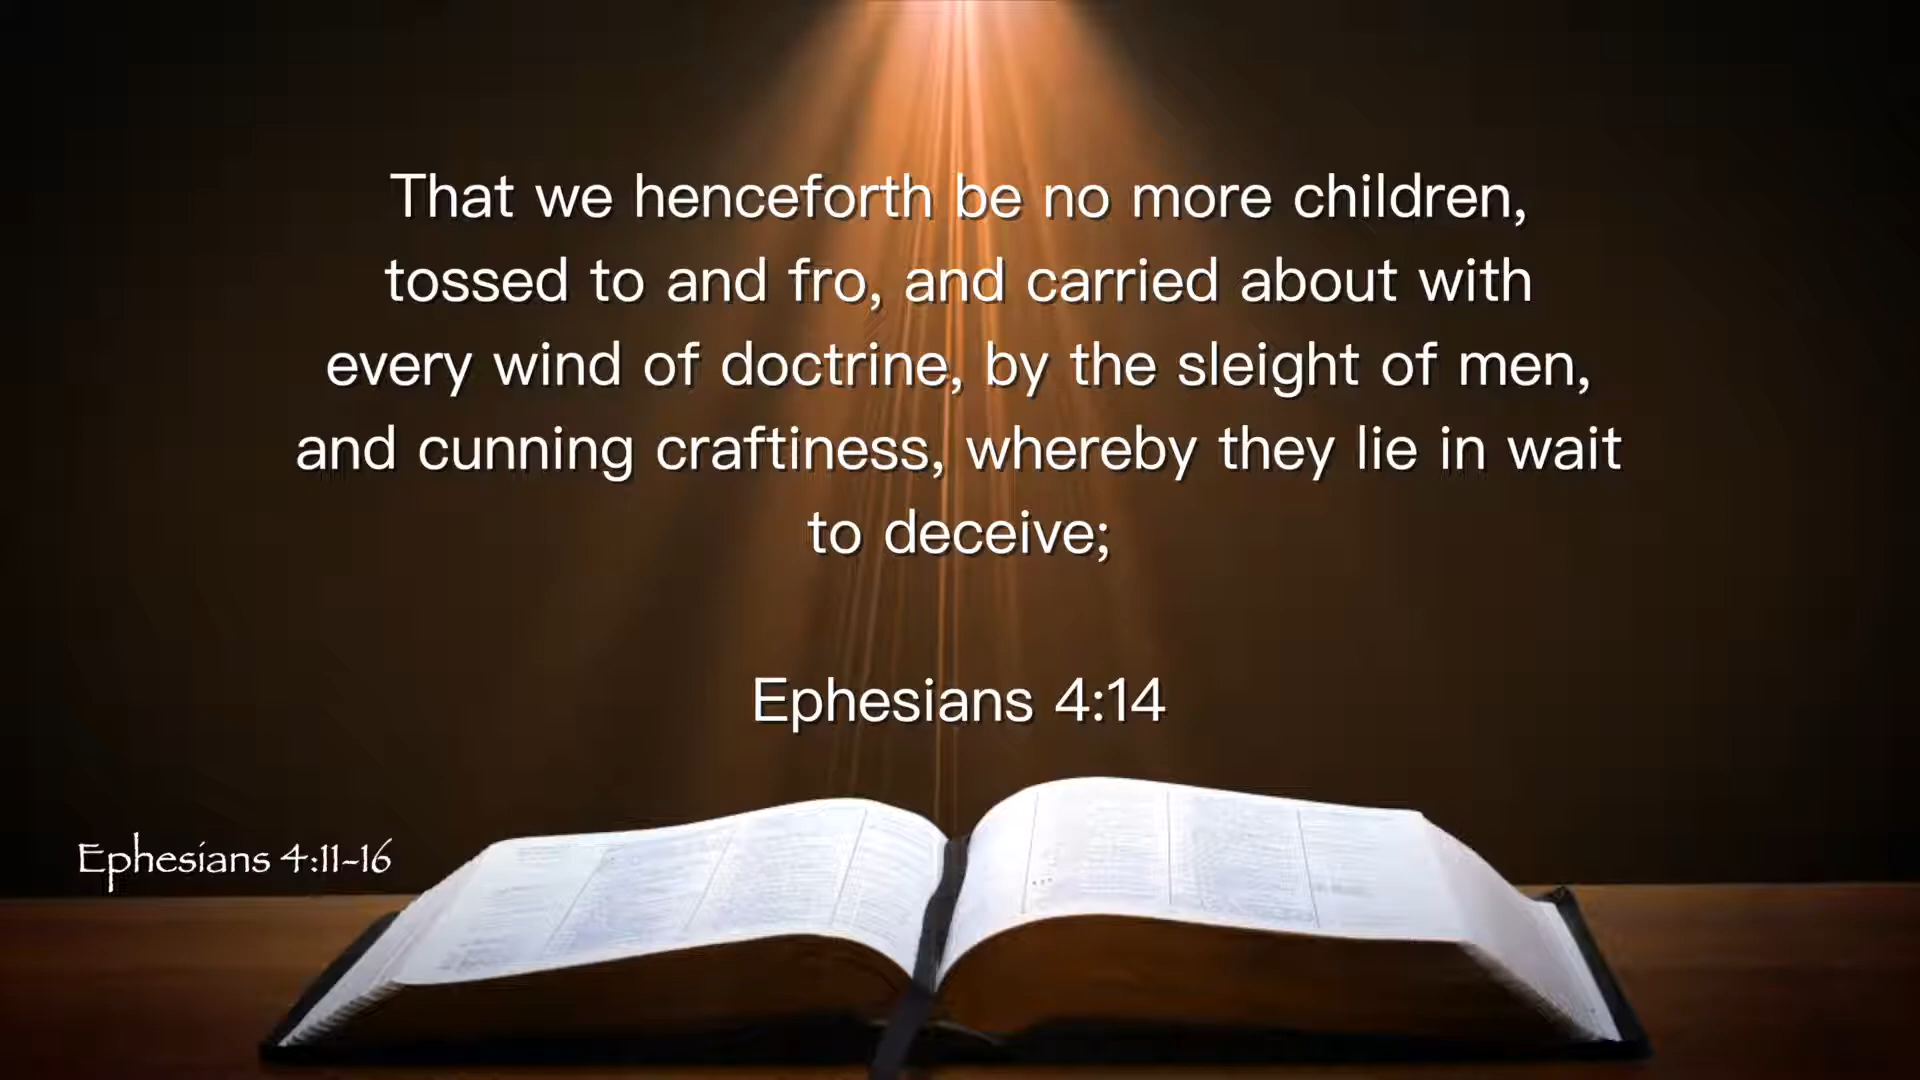 That we henceforth be no more children,
tossed to and fro, and carried about with
every wind of doctrine, by the sleight of men,
and cunning craftiness, whereby they lie in wait
to deceive;
Ephesians 4:14
Ephesians 4:11-16